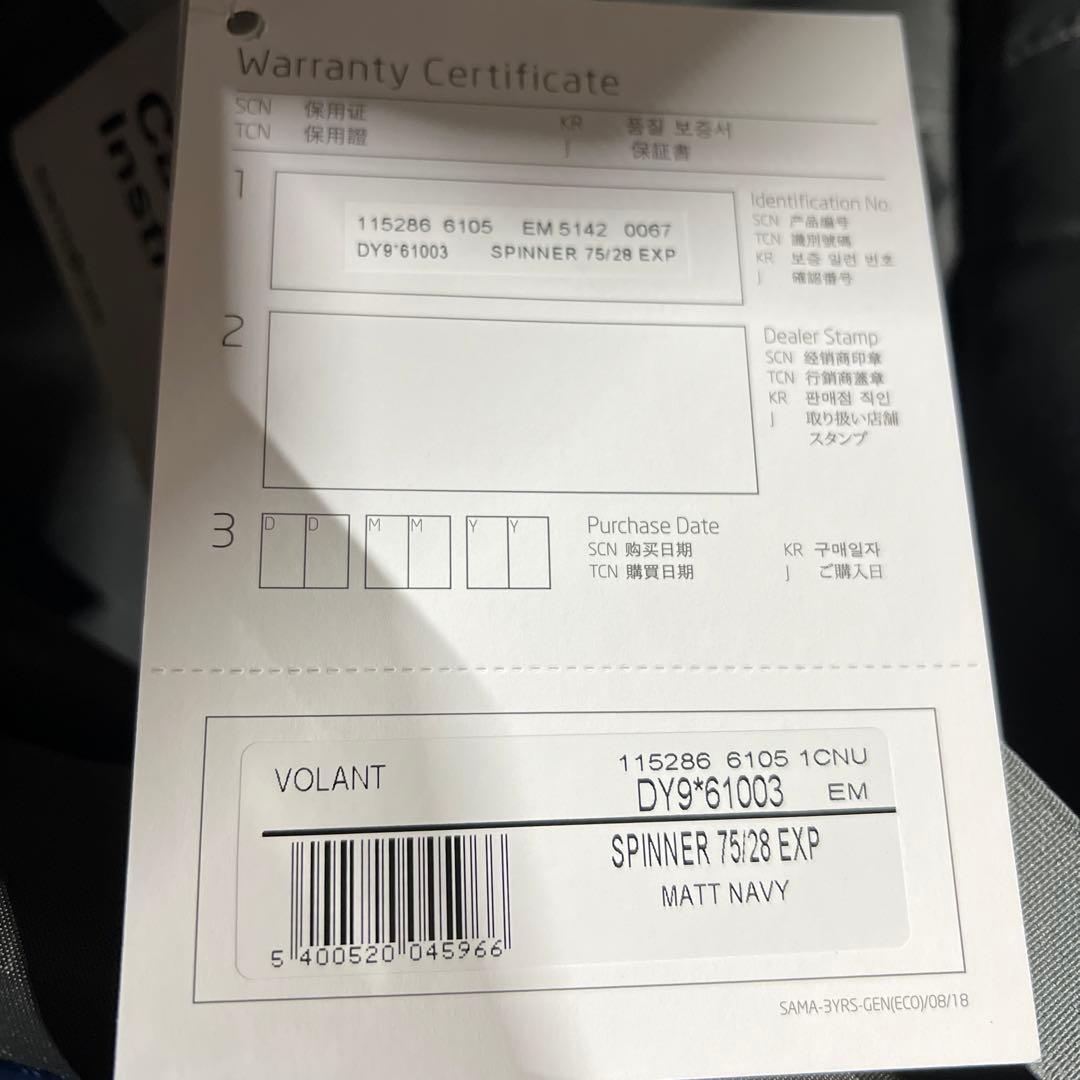 Warranty Certificate
SCN 保用证
TCN 保用證
KR 품질 보증서
J 保証書
1
115286 6105 EM 5142 0067
DY9*61003 SPINNER 75/28 EXP
Identification No.
SCN 产品编号
TCN 識別號碼
KR 보증 일련 번호
J 確認番号
2
Dealer Stamp
SCN 经销商印章
TCN 行銷商蓋章
KR 판매점 직인
J 取り扱い店舗
スタンプ
3
D D M M Y Y
Purchase Date
SCN 购买日期
TCN 購買日期
KR 구매일자
J ご購入日
VOLANT
115286 6105 1CNU
DY9*61003 EM
SPINNER 75/28 EXP
MATT NAVY
5 400520 045966
SAMA-3YRS-GEN(ECO)/08/18